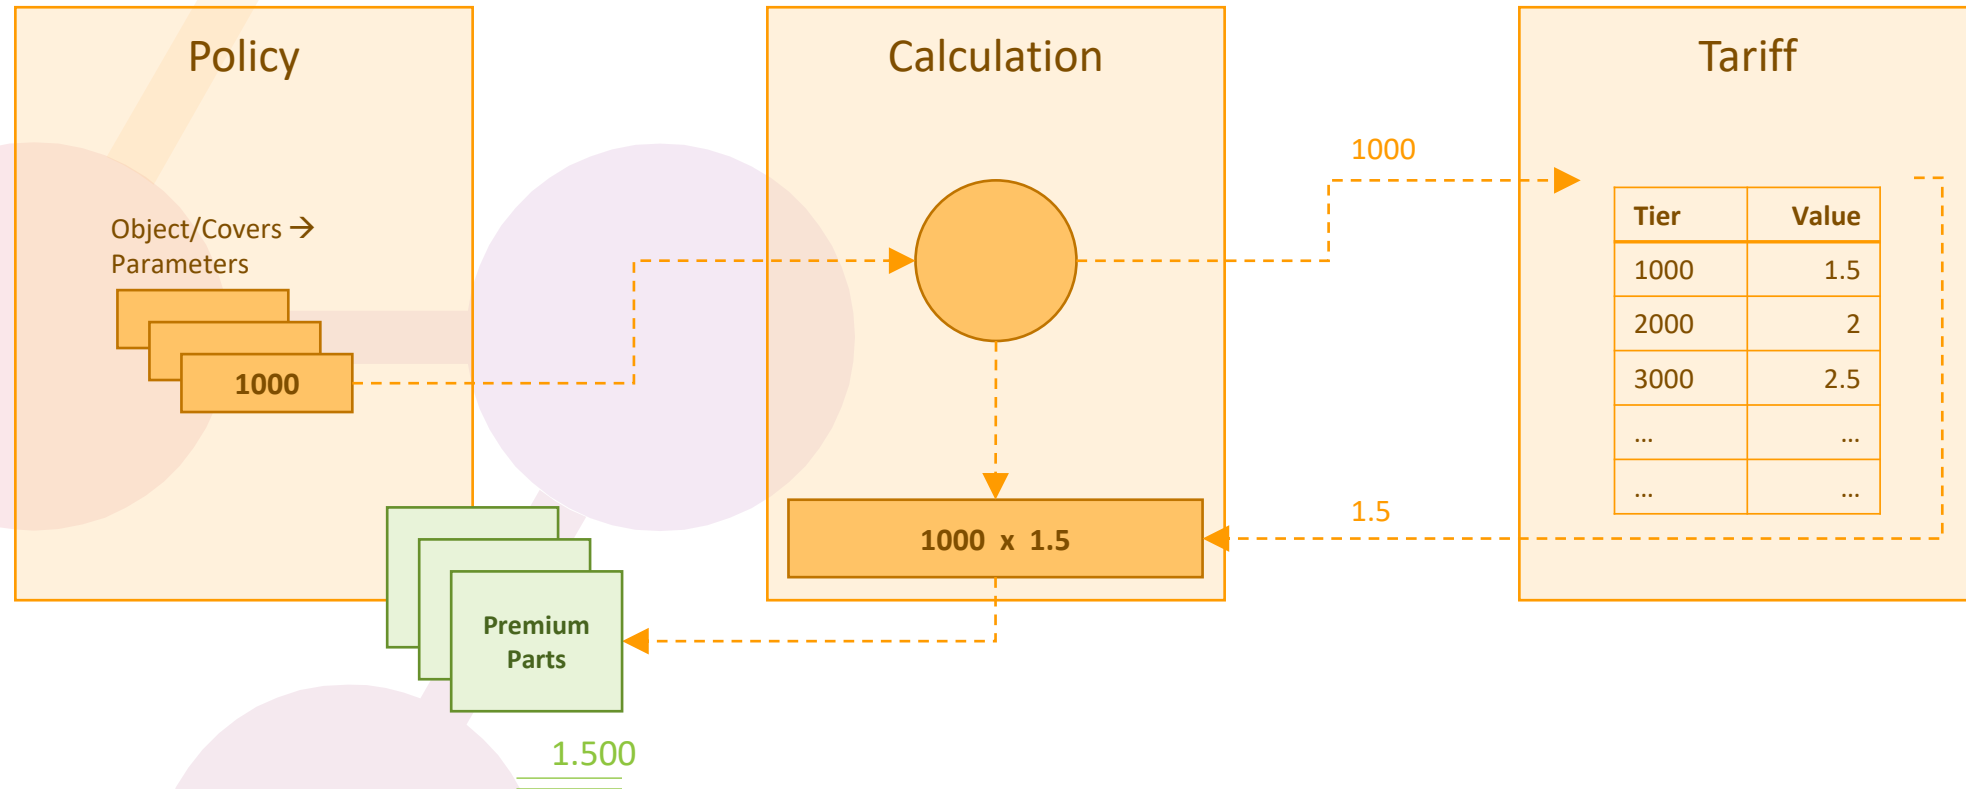 Policy
Object/Covers →
Parameters
1000
Premium
Parts
1.500
Calculation
1000 x 1.5
1000
1.5
Tariff
Tier Value
1000 1.5
2000 2
3000 2.5
... ...
... ...